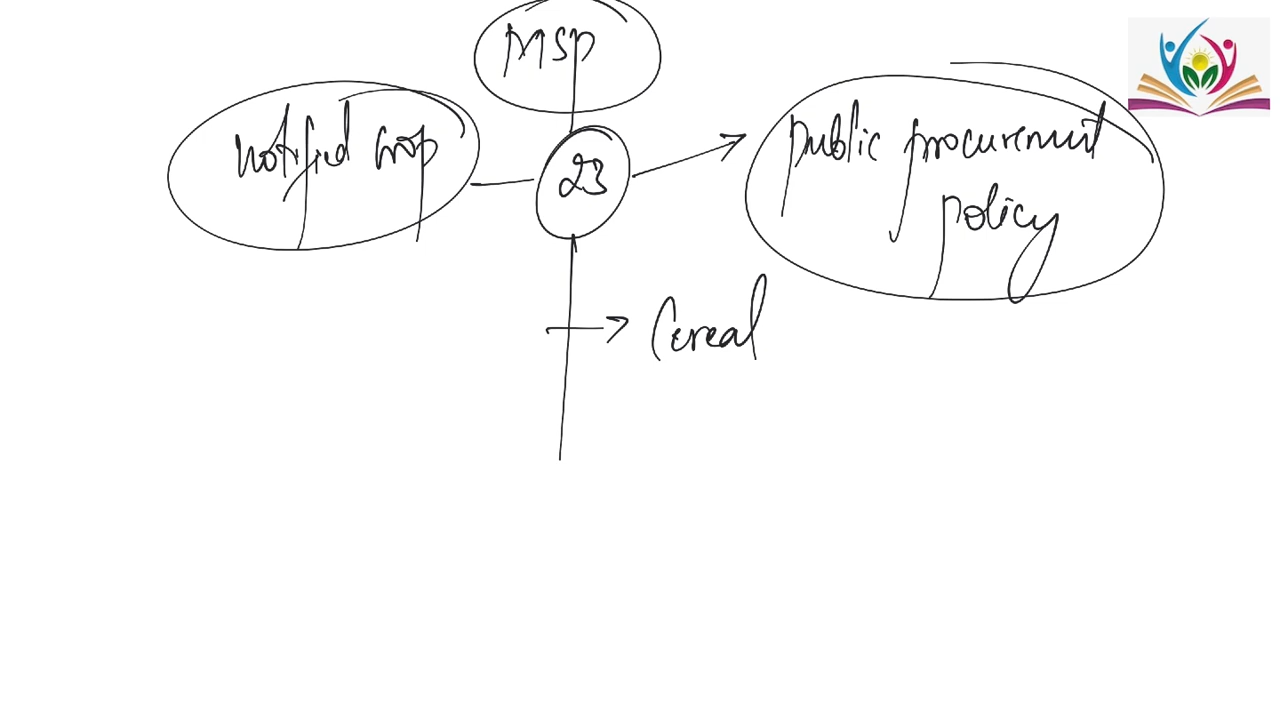 MSP
notified crop
23
public procurement
policy
Cereal